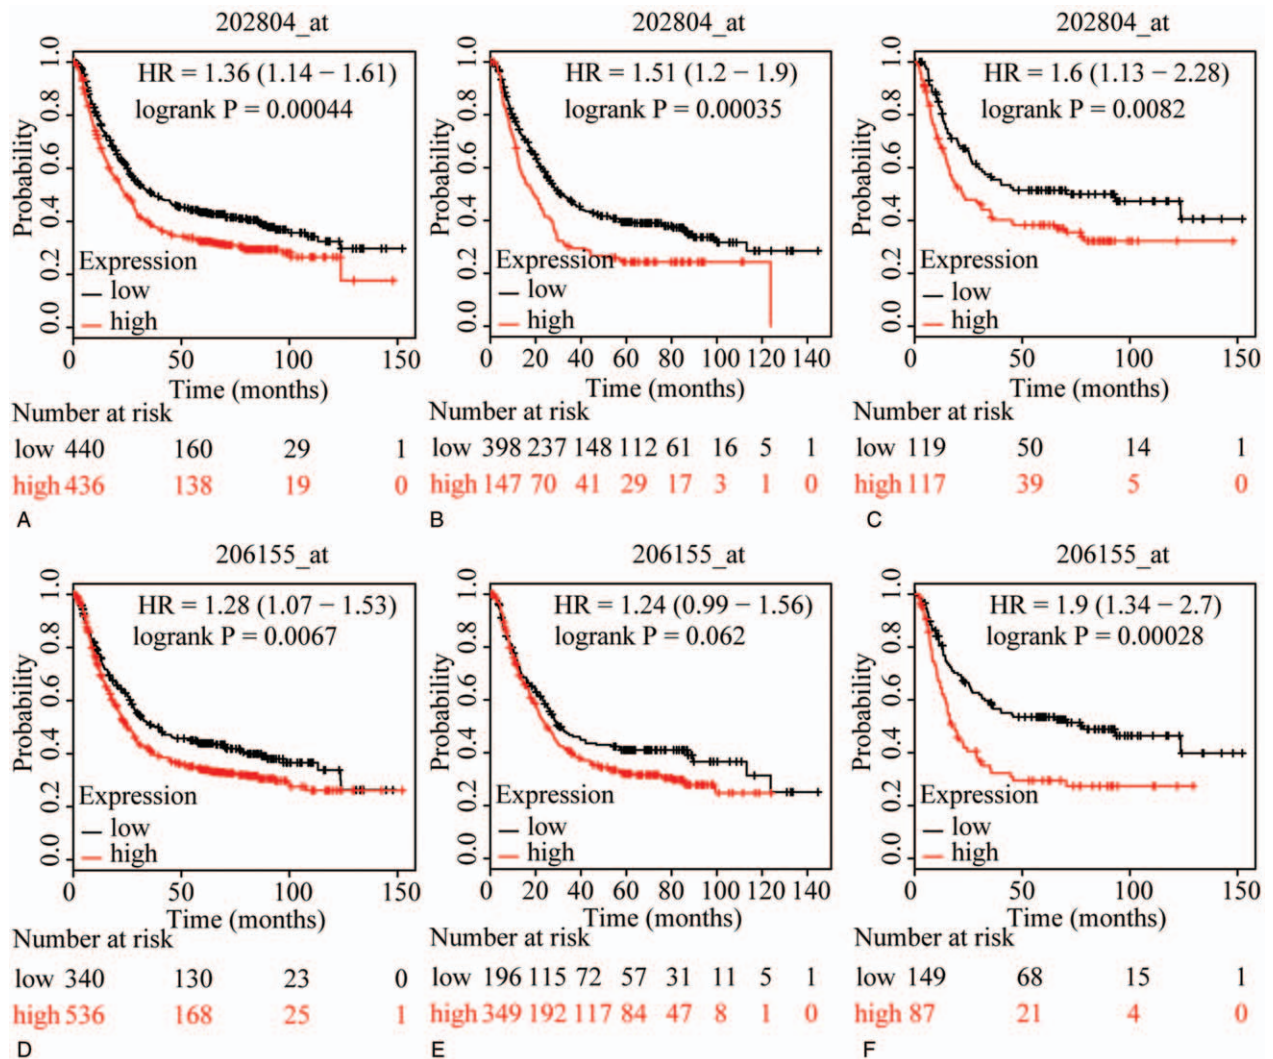 202804_at
1.0
0.8
0.6
0.4
0.2
0.0
Probability
HR = 1.36 (1.14 − 1.61)
logrank P = 0.00044
Expression
low
high
0 50 100 150
Time (months)
Number at risk
low 440 160 29 1
high 436 138 19 0
A
202804_at
1.0
0.8
0.6
0.4
0.2
0.0
Probability
HR = 1.51 (1.2 − 1.9)
logrank P = 0.00035
Expression
low
high
0 20 40 60 80 100 120 140
Time (months)
Number at risk
low 398 237 148 112 61 16 5 1
high 147 70 41 29 17 3 1 0
B
202804_at
1.0
0.8
0.6
0.4
0.2
0.0
Probability
HR = 1.6 (1.13 − 2.28)
logrank P = 0.0082
Expression
low
high
0 50 100 150
Time (months)
Number at risk
low 119 50 14 1
high 117 39 5 0
C
206155_at
1.0
0.8
0.6
0.4
0.2
0.0
Probability
HR = 1.28 (1.07 − 1.53)
logrank P = 0.0067
Expression
low
high
0 50 100 150
Time (months)
Number at risk
low 340 130 23 0
high 536 168 25 1
D
206155_at
1.0
0.8
0.6
0.4
0.2
0.0
Probability
HR = 1.24 (0.99 − 1.56)
logrank P = 0.062
Expression
low
high
0 20 40 60 80 100 120 140
Time (months)
Number at risk
low 196 115 72 57 31 11 5 1
high 349 192 117 84 47 8 1 0
E
206155_at
1.0
0.8
0.6
0.4
0.2
0.0
Probability
HR = 1.9 (1.34 − 2.7)
logrank P = 0.00028
Expression
low
high
0 50 100 150
Time (months)
Number at risk
low 149 68 15 1
high 87 21 4 0
F